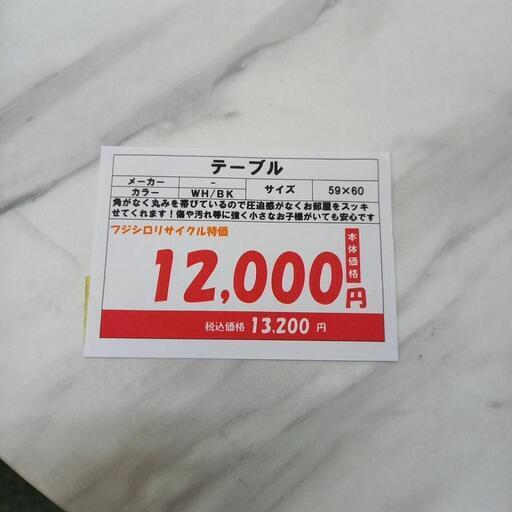 テーブル
メーカー -
カラー WH/BK サイズ 59×60
角がなく丸みを帯びているので圧迫感がなくお部屋をスッキ
せてくれます!傷や汚れ等に強く小さなお子様がいても安心です
フジシロリサイクル特価
12,000円
本体価格
税込価格 13,200 円